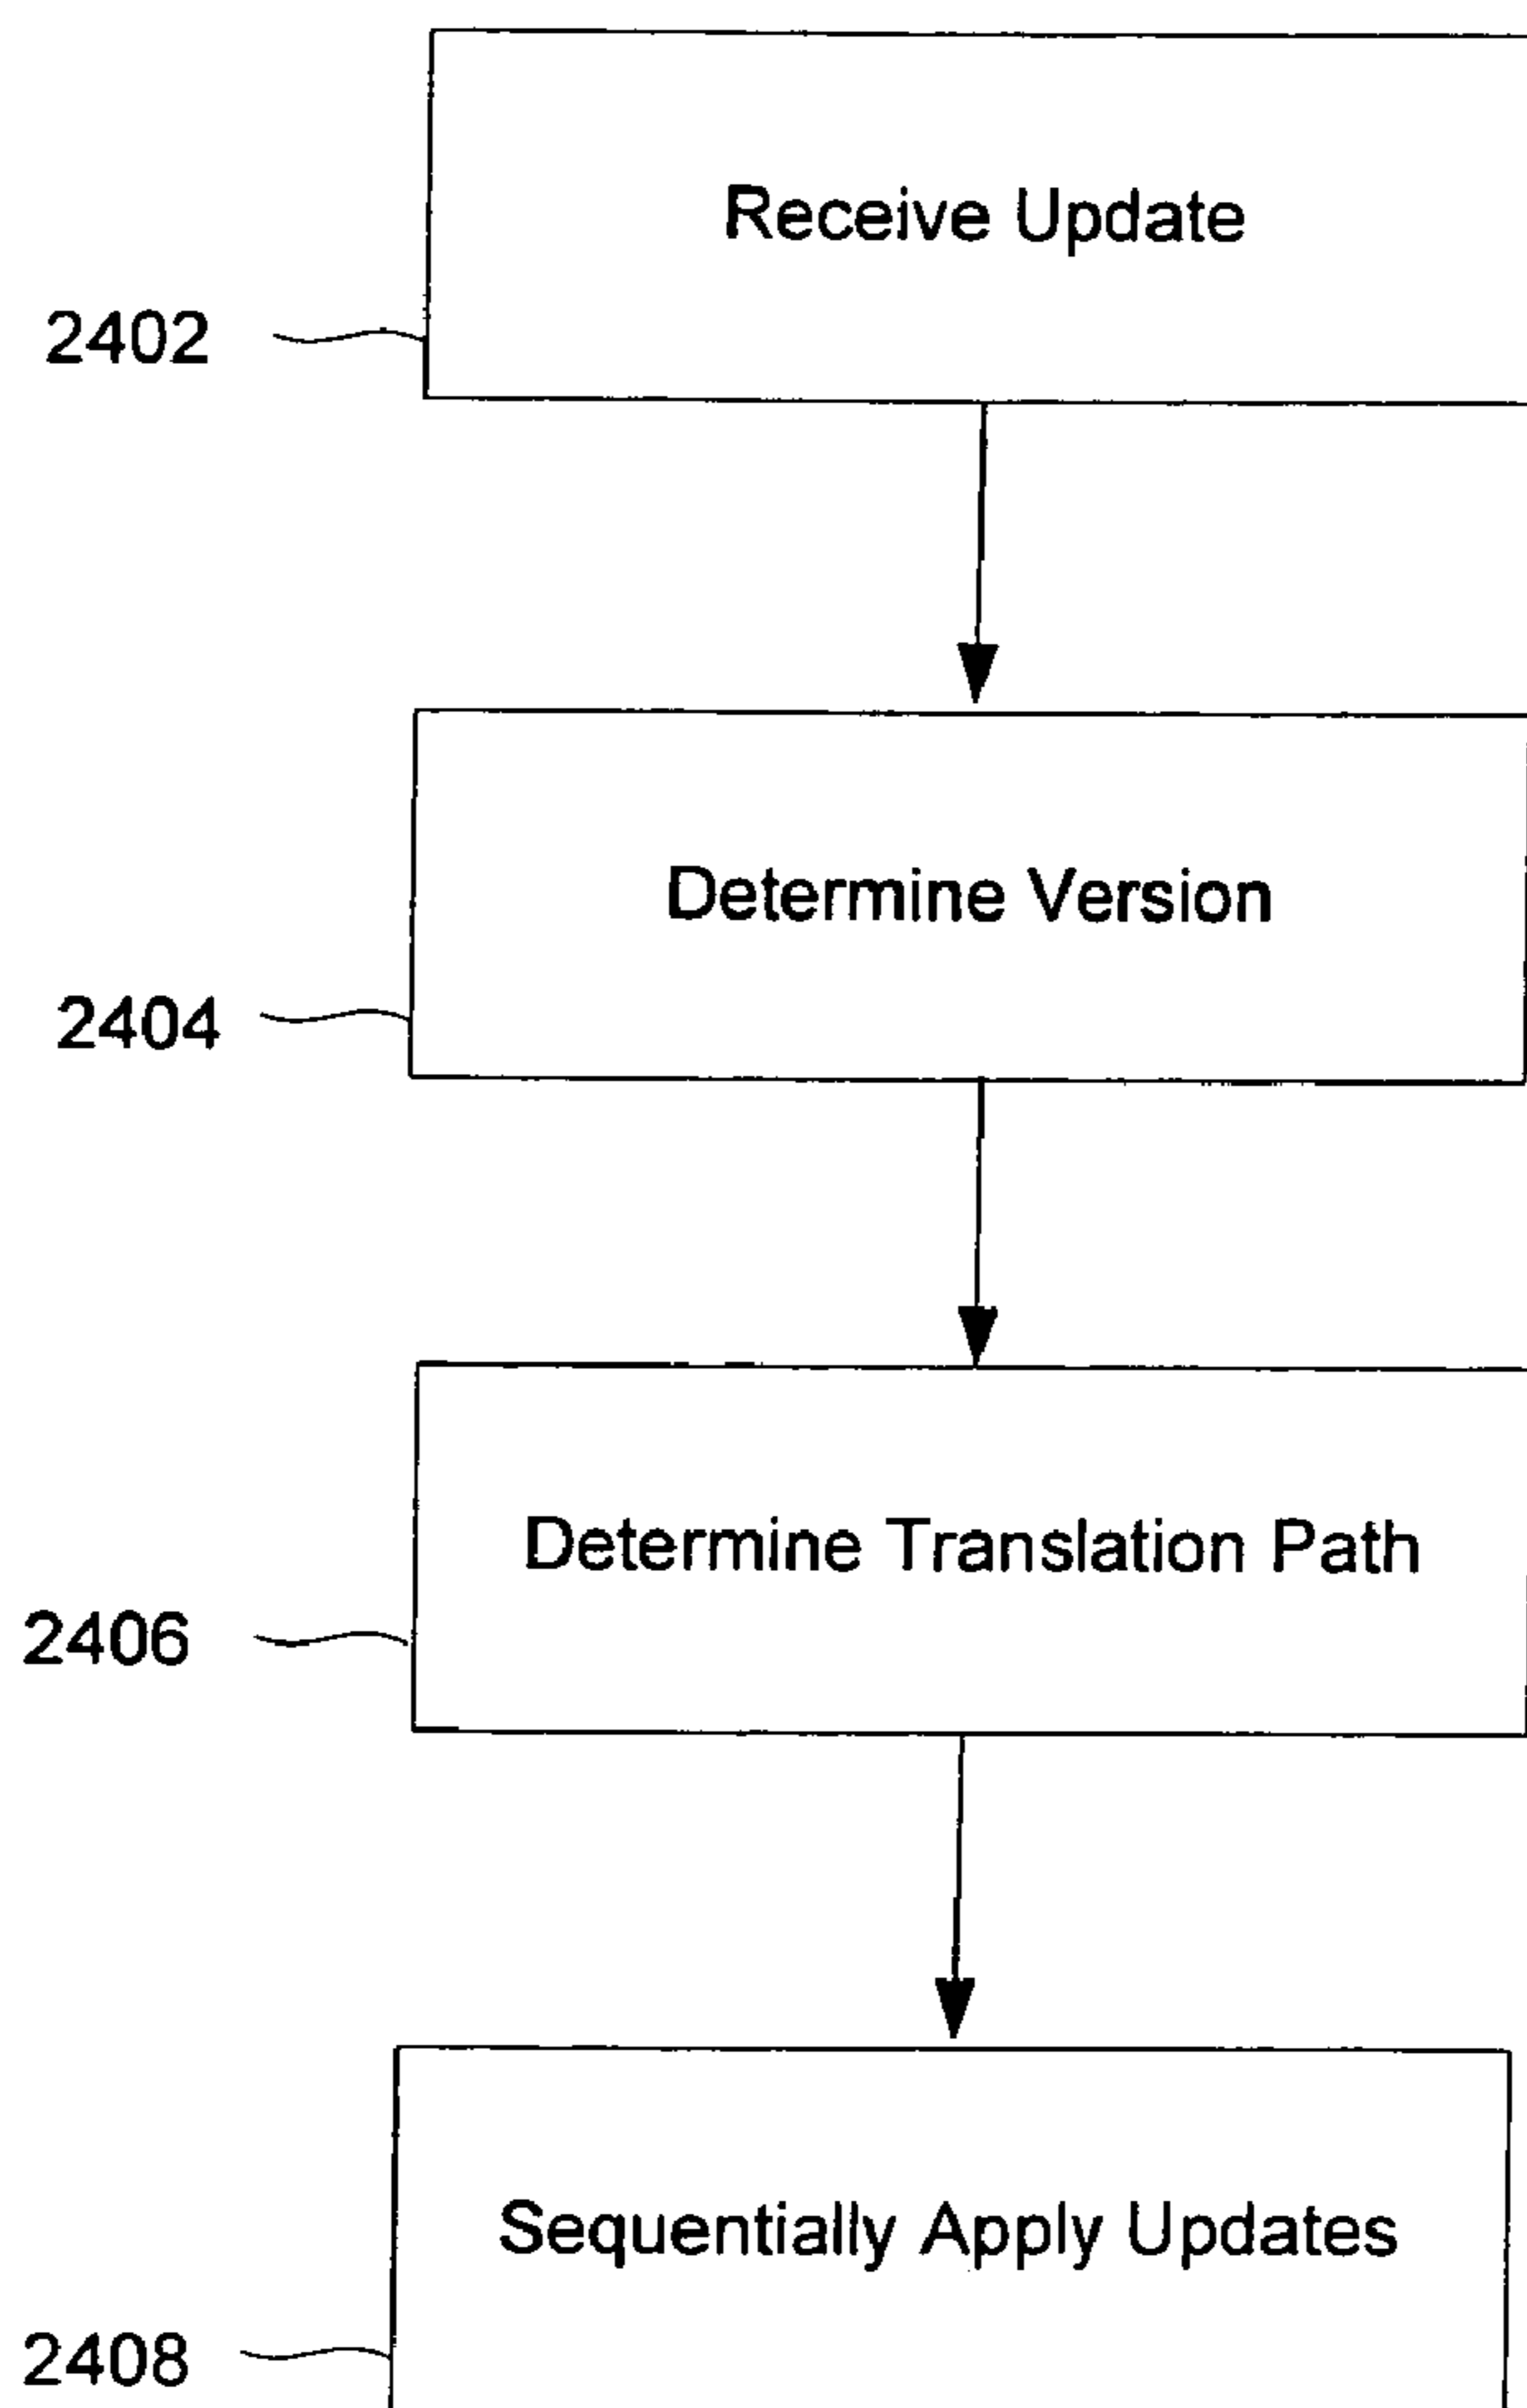 Receive Update
2402
Determine Version
2404
Determine Translation Path
2406
Sequentially Apply Updates
2408